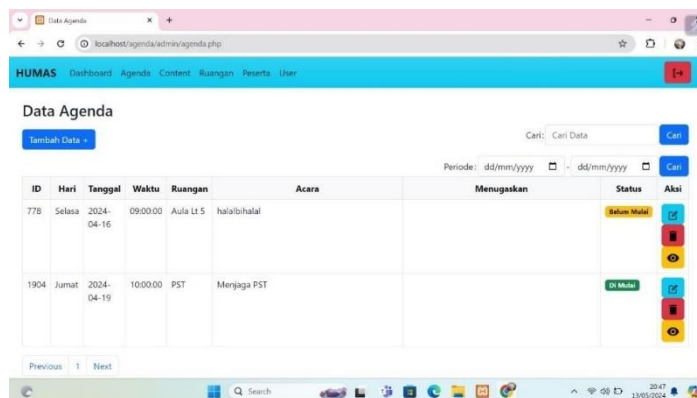 Data Agenda
localhost/agenda/admin/agenda.php
HUMAS Dashboard Agenda Content Ruangan Peserta User
Data Agenda
Tambah Data +
Cari: Cari Data Cari
Periode: dd/mm/yyyy - dd/mm/yyyy Cari
ID Hari Tanggal Waktu Ruangan Acara Menugaskan Status Aksi
778 Selasa 2024- 09:00:00 Aula Lt 5 halalbihalal Belum Mulai
04-16
1904 Jumat 2024- 10:00:00 PST Menjaga PST Di Mulai
04-19
Previous 1 Next
Search
20:47
13/05/2024